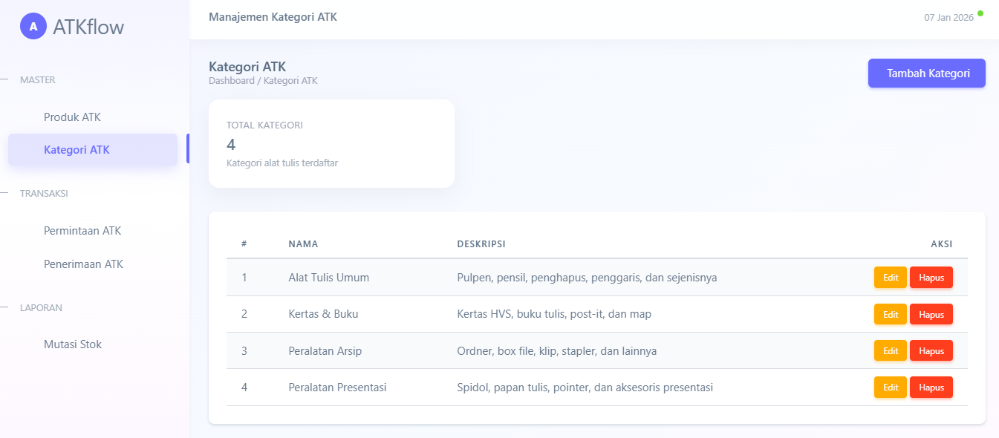 A ATKflow
MASTER
Produk ATK
Kategori ATK
TRANSAKSI
Permintaan ATK
Penerimaan ATK
LAPORAN
Mutasi Stok
Manajemen Kategori ATK
07 Jan 2026
Kategori ATK
Dashboard / Kategori ATK
Tambah Kategori
TOTAL KATEGORI
4
Kategori alat tulis terdaftar
# NAMA DESKRIPSI AKSI
1 Alat Tulis Umum Pulpen, pensil, penghapus, penggaris, dan sejenisnya Edit Hapus
2 Kertas & Buku Kertas HVS, buku tulis, post-it, dan map Edit Hapus
3 Peralatan Arsip Ordner, box file, klip, stapler, dan lainnya Edit Hapus
4 Peralatan Presentasi Spidol, papan tulis, pointer, dan aksesoris presentasi Edit Hapus